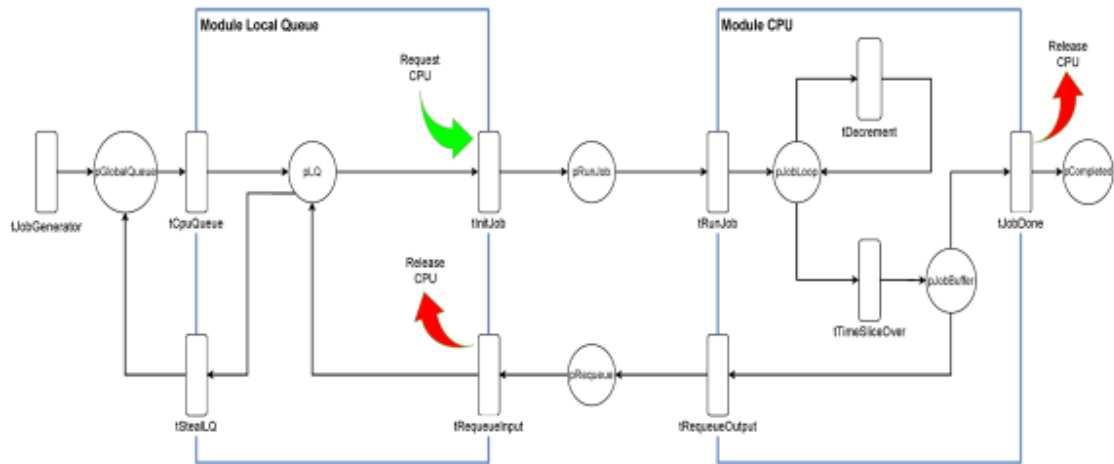 Module Local Queue
Module CPU
Request
CPU
Release
CPU
tDecrement
pGlobalQueue
pLQ
pRunJob
pJobLoop
pCompleted
tJobGenerator
tCpuQueue
tInitJob
tRunJob
tJobDone
Release
CPU
pJobBuffer
tTimeSliceOver
pRequeue
tStealLQ
tRequeueInput
tRequeueOutput